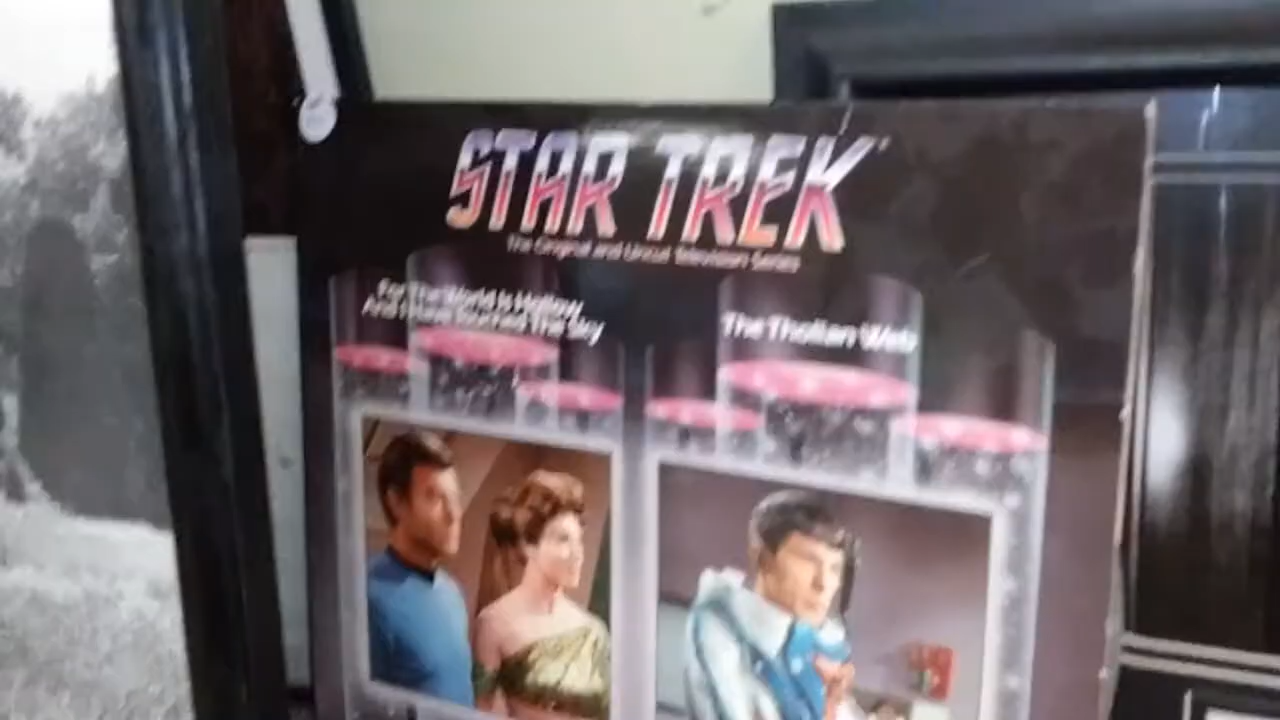 STAR TREK
The Original and Uncut Television Series
For The World Is Hollow
And I Have Touched The Sky
The Tholian Web